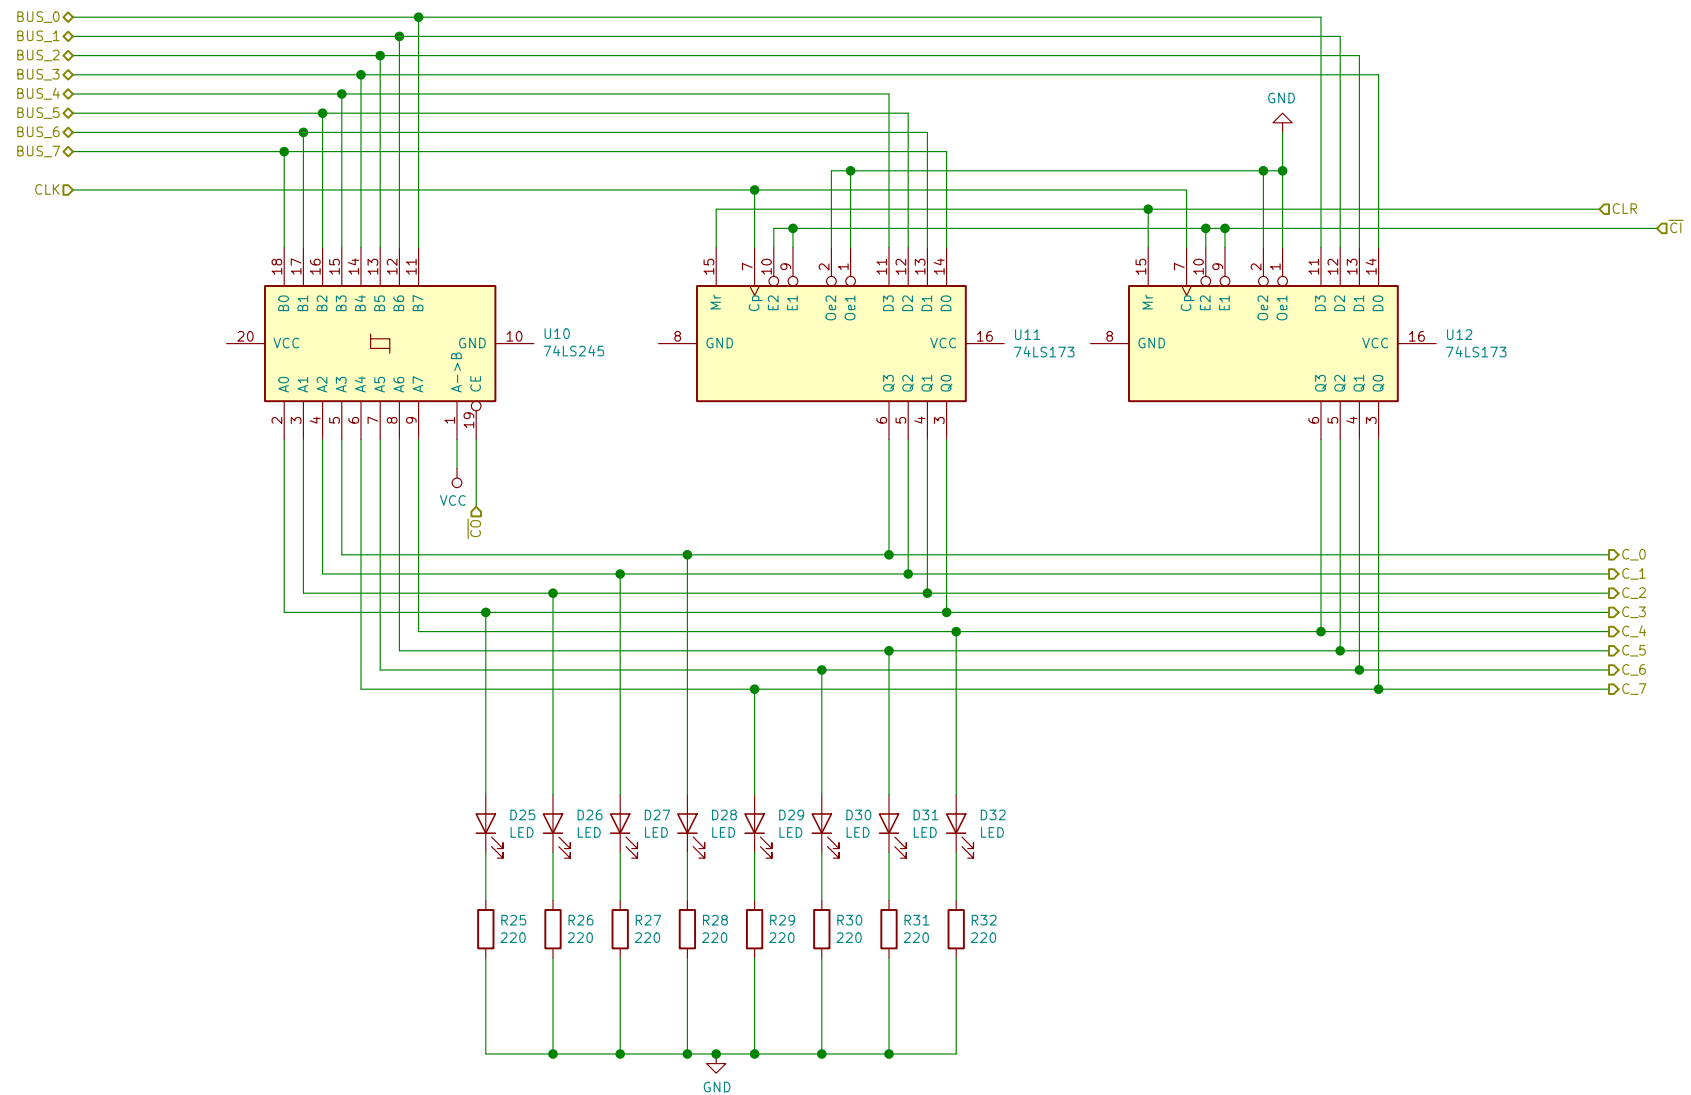 BUS_0
BUS_1
BUS_2
BUS_3
BUS_4
BUS_5
BUS_6
BUS_7
GND
CLK
CLR
CI
18 17 16 15 14 13 12 11
15 7 10 9 2 1 11 12 13 14
15 7 10 9 2 1 11 12 13 14
B0 B1 B2 B3 B4 B5 B6 B7
Mr Cp E2 E1 Oe2 Oe1 D3 D2 D1 D0
Mr Cp E2 E1 Oe2 Oe1 D3 D2 D1 D0
20 VCC GND 10
U10
74LS245
8 GND VCC 16
U11
74LS173
8 GND VCC 16
U12
74LS173
A0 A1 A2 A3 A4 A5 A6 A7 A->B CE
Q3 Q2 Q1 Q0
Q3 Q2 Q1 Q0
2 3 4 5 6 7 8 9 1 19
6 5 4 3
6 5 4 3
VCC
CO
C_0
C_1
C_2
C_3
C_4
C_5
C_6
C_7
D25 D26 D27 D28 D29 D30 D31 D32
LED LED LED LED LED LED LED LED
R25 R26 R27 R28 R29 R30 R31 R32
220 220 220 220 220 220 220 220
GND